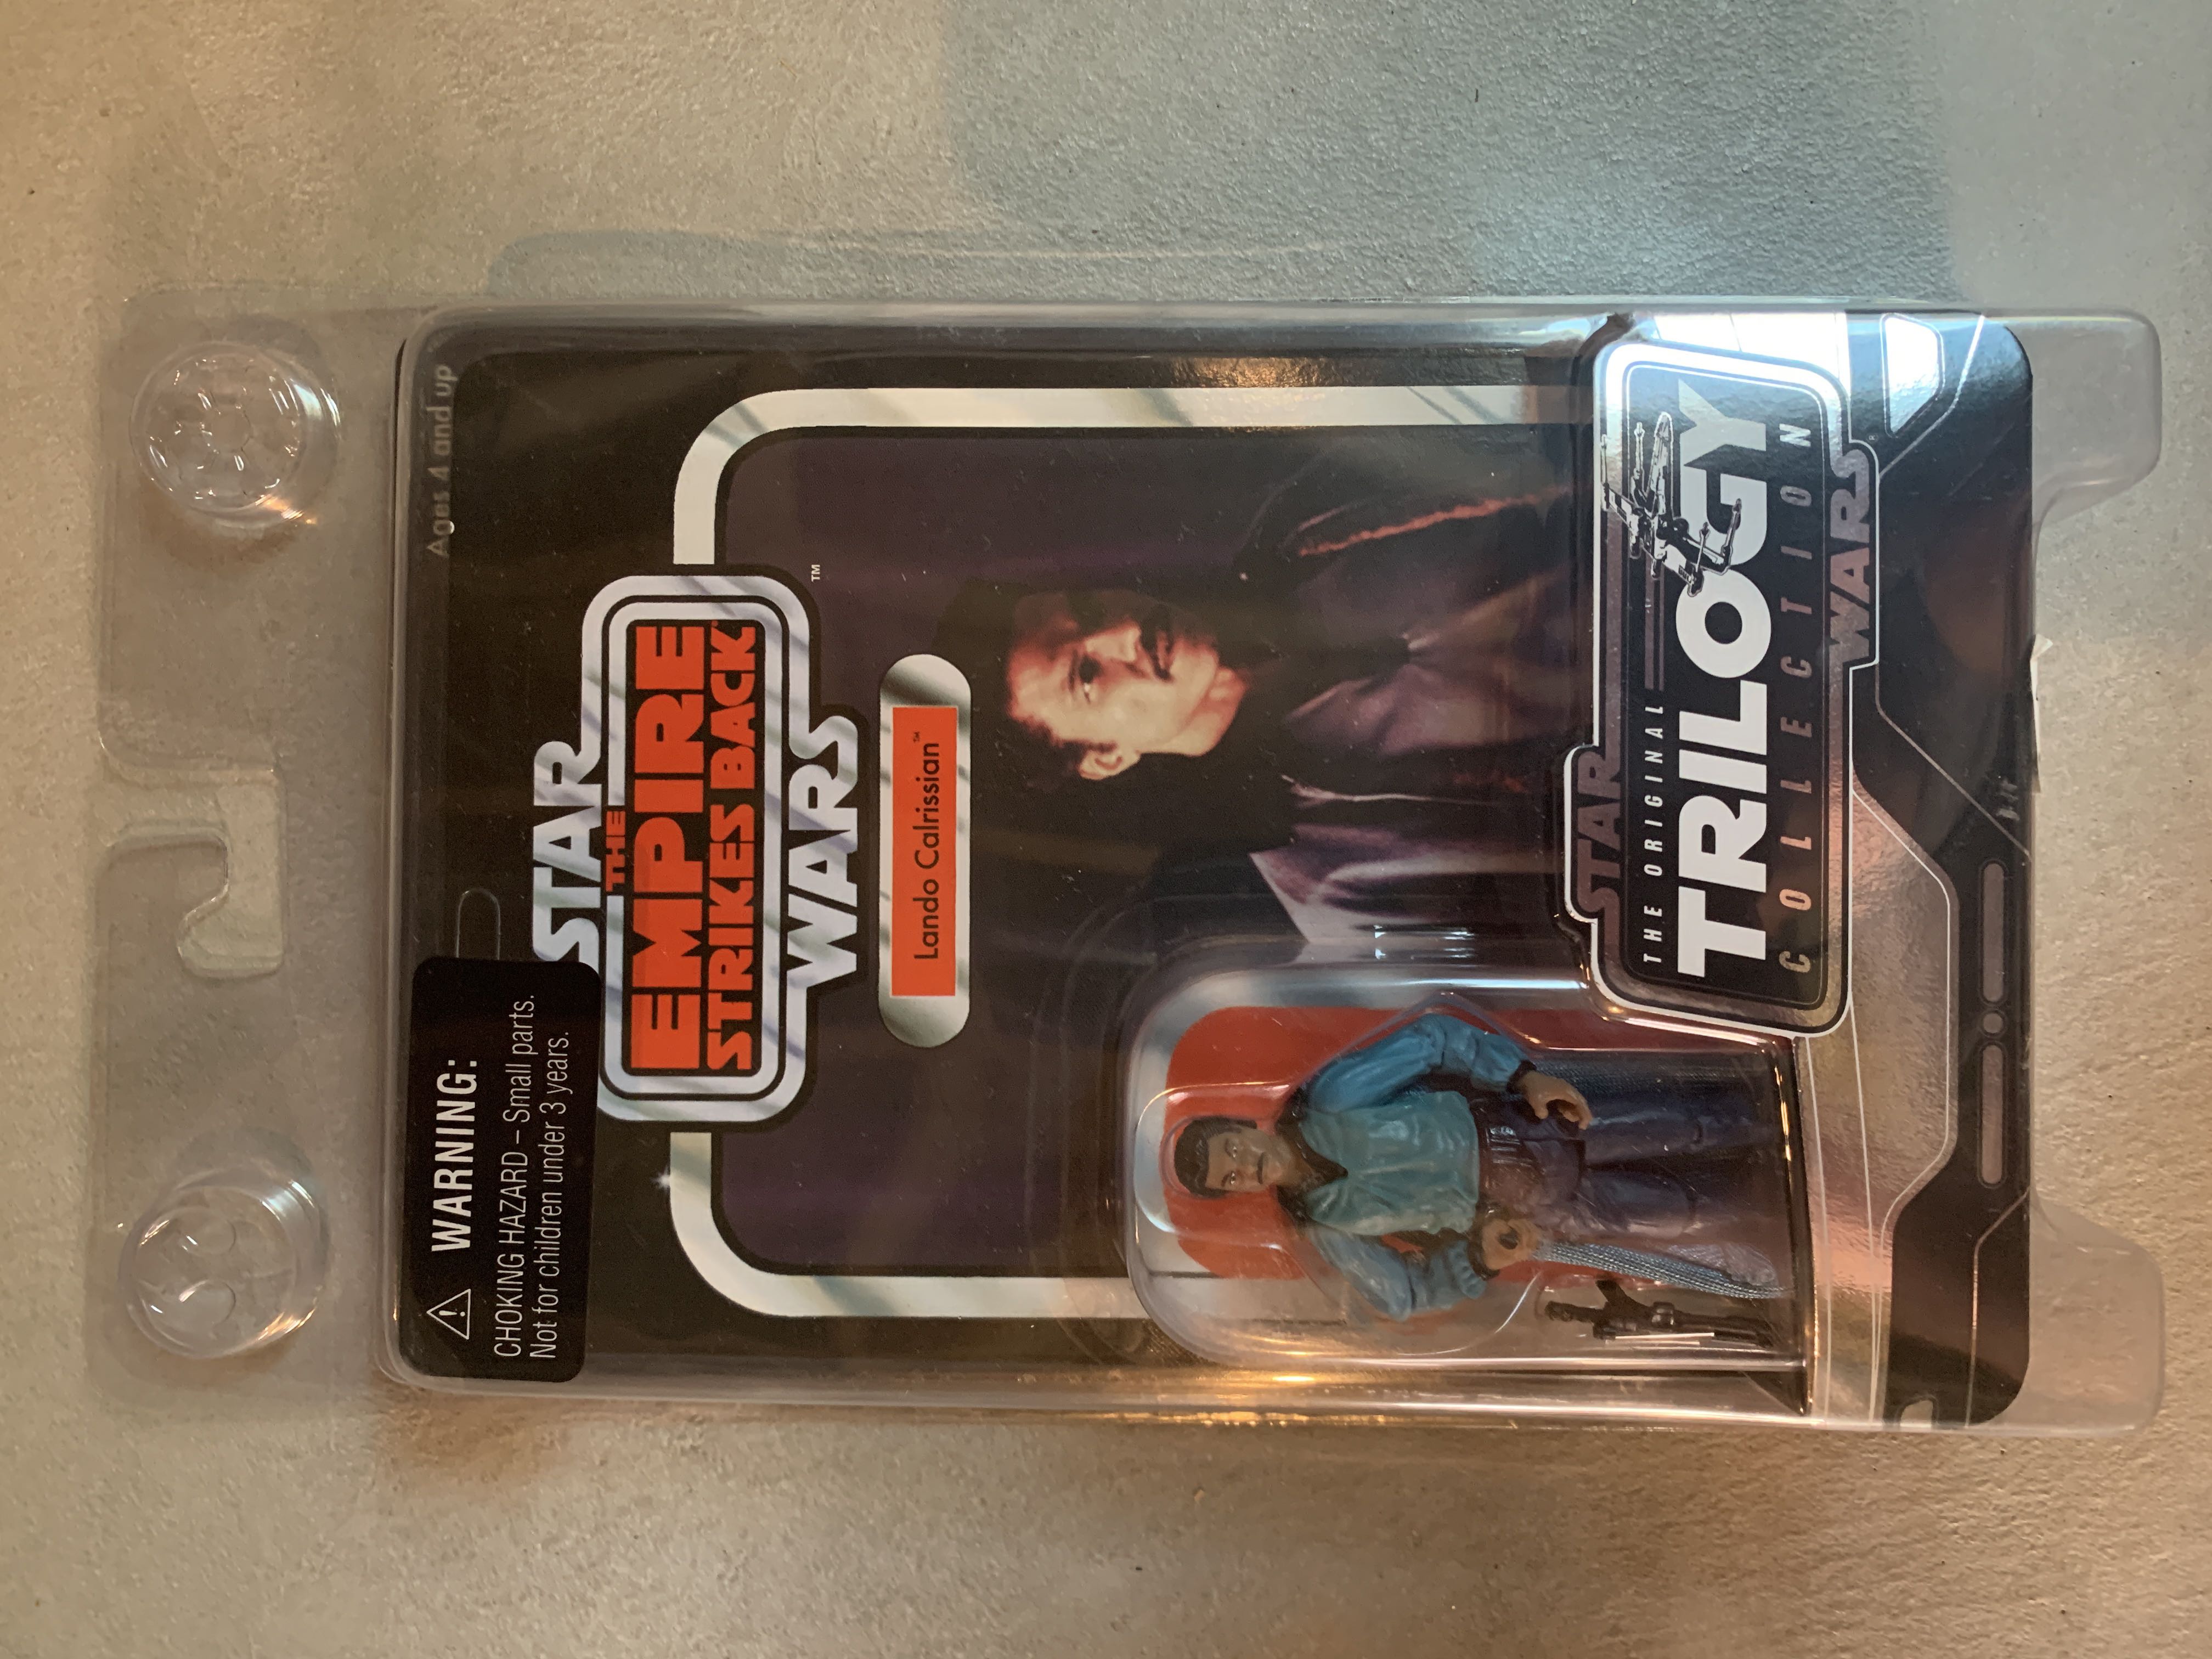 Ages 4 and up
⚠ WARNING:
CHOKING HAZARD – Small parts.
Not for children under 3 years.
STAR
THE
EMPIRE
STRIKES BACK
WARS
TM
Lando Calrissian™
STAR
THE ORIGINAL
TRILOGY
COLLECTION
WARS